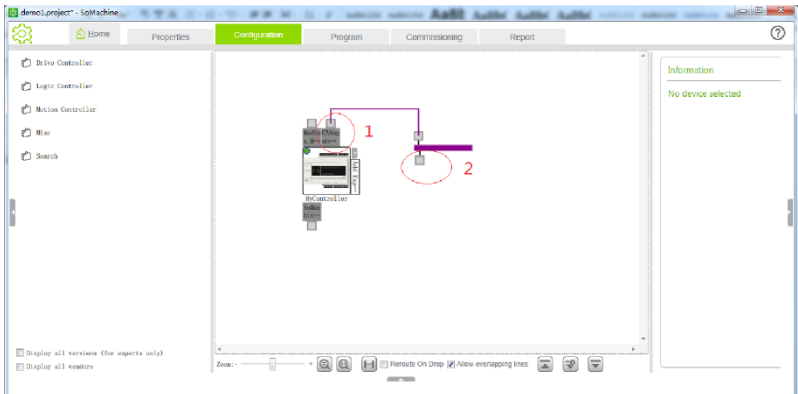 demo1.project* - SoMachine
Home
Properties
Configuration
Program
Commissioning
Report
Drive Controller
Logic Controller
Motion Controller
Misc
Search
1
2
MyController
Information
No device selected
Display all versions (for experts only)
Display all vendors
Zoom: -
+
Reroute On Drop
Allow overlapping lines